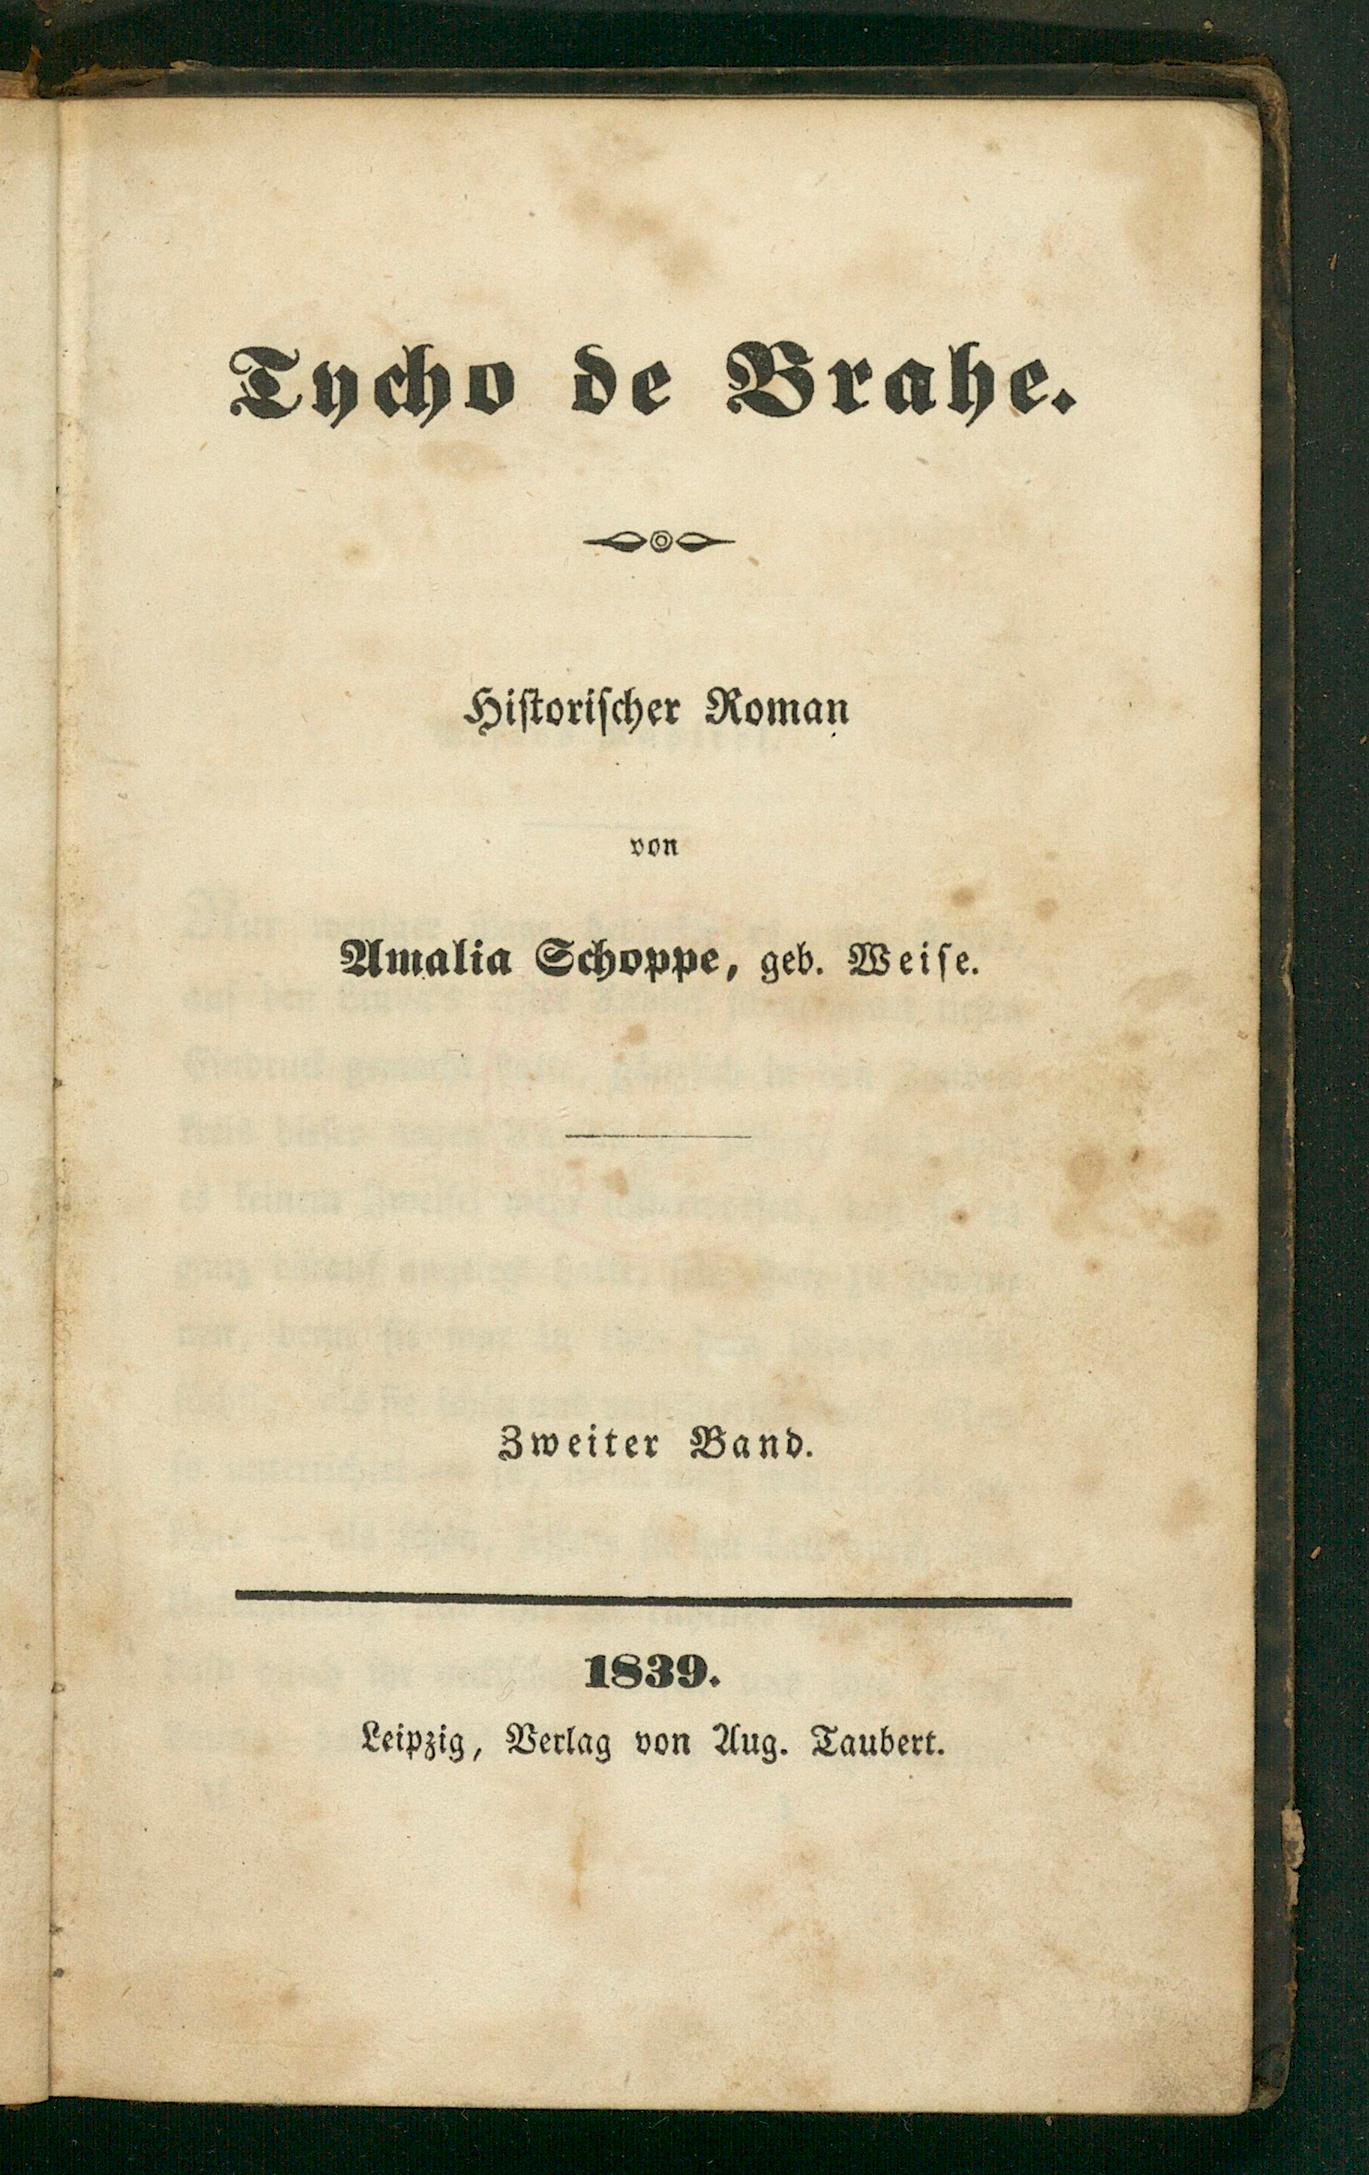 Tycho de Brahe.
Hiſtoriſcher Roman
von
Amalia Schoppe, geb. Weiſe.
Zweiter Band.
1839.
Leipzig, Verlag von Aug. Taubert.